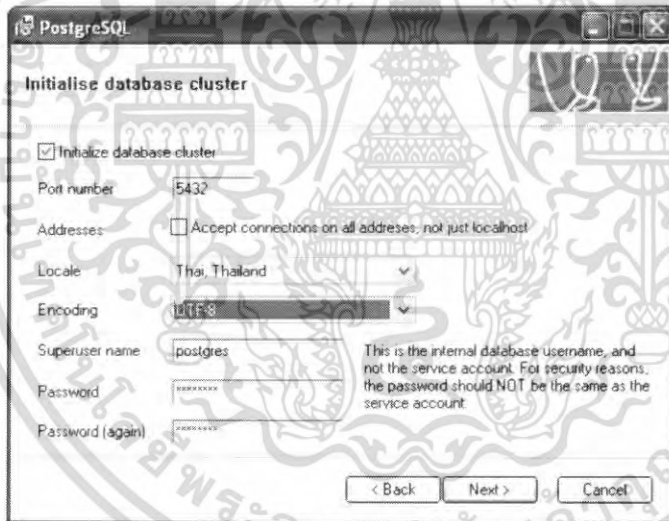 PostgreSQL
Initialise database cluster
Initialize database cluster
Port number 5432
Addresses Accept connections on all addreses, not just localhost
Locale Thai, Thailand
Encoding UTF-8
Superuser name postgres
This is the internal database username, and
not the service account. For security reasons,
the password should NOT be the same as the
service account.
Password ********
Password (again) ********
< Back Next > Cancel